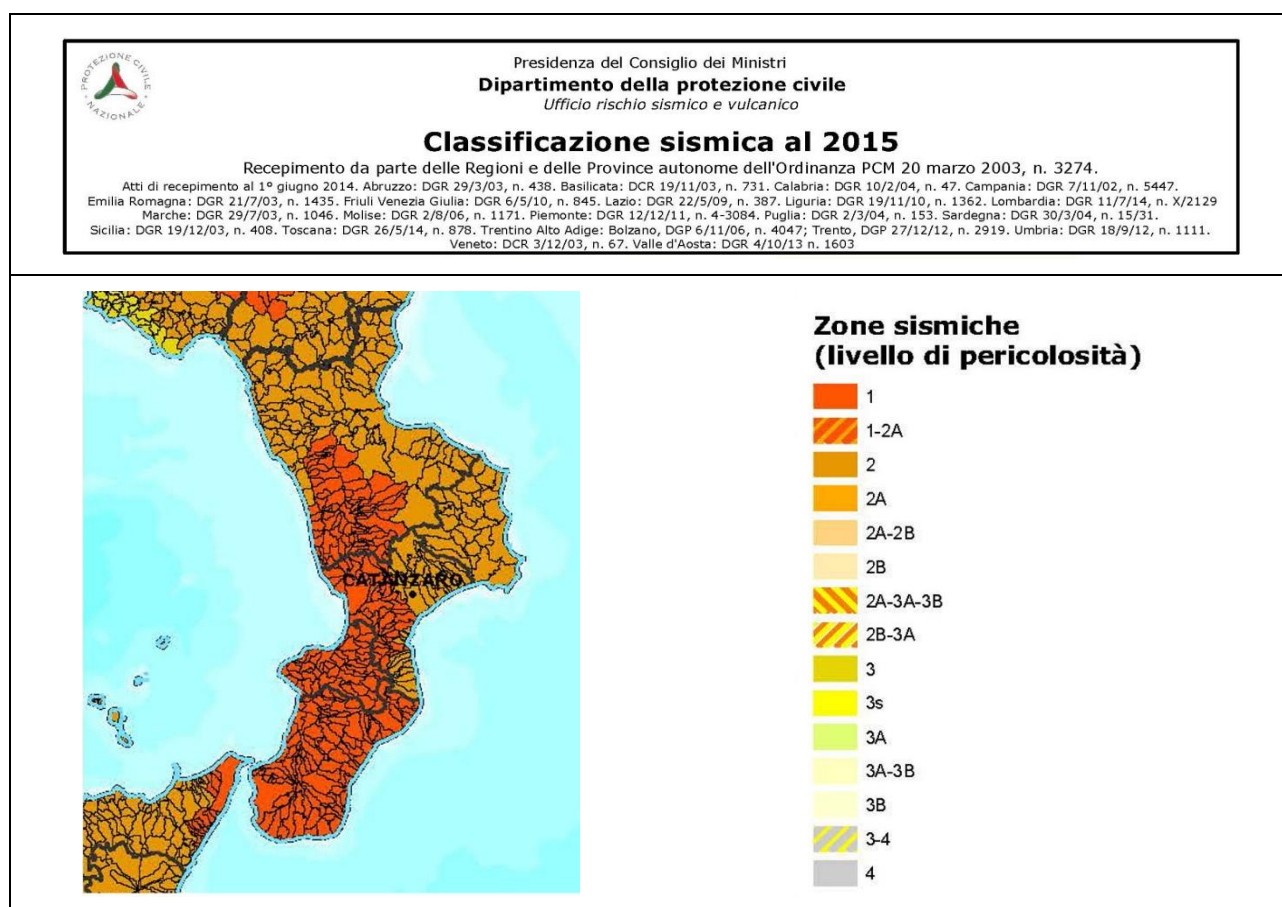 PROTEZIONE CIVILE
NAZIONALE
Presidenza del Consiglio dei Ministri
Dipartimento della protezione civile
Ufficio rischio sismico e vulcanico
Classificazione sismica al 2015
Recepimento da parte delle Regioni e delle Province autonome dell'Ordinanza PCM 20 marzo 2003, n. 3274.
Atti di recepimento al 1° giugno 2014. Abruzzo: DGR 29/3/03, n. 438. Basilicata: DCR 19/11/03, n. 731. Calabria: DGR 10/2/04, n. 47. Campania: DGR 7/11/02, n. 5447.
Emilia Romagna: DGR 21/7/03, n. 1435. Friuli Venezia Giulia: DGR 6/5/10, n. 845. Lazio: DGR 22/5/09, n. 387. Liguria: DGR 19/11/10, n. 1362. Lombardia: DGR 11/7/14, n. X/2129
Marche: DGR 29/7/03, n. 1046. Molise: DGR 2/8/06, n. 1171. Piemonte: DGR 12/12/11, n. 4-3084. Puglia: DGR 2/3/04, n. 153. Sardegna: DGR 30/3/04, n. 15/31.
Sicilia: DGR 19/12/03, n. 408. Toscana: DGR 26/5/14, n. 878. Trentino Alto Adige: Bolzano, DGP 6/11/06, n. 4047; Trento, DGP 27/12/12, n. 2919. Umbria: DGR 18/9/12, n. 1111.
Veneto: DCR 3/12/03, n. 67. Valle d'Aosta: DGR 4/10/13 n. 1603
CATANZARO
Zone sismiche
(livello di pericolosità)
1
1-2A
2
2A
2A-2B
2B
2A-3A-3B
2B-3A
3
3s
3A
3A-3B
3B
3-4
4